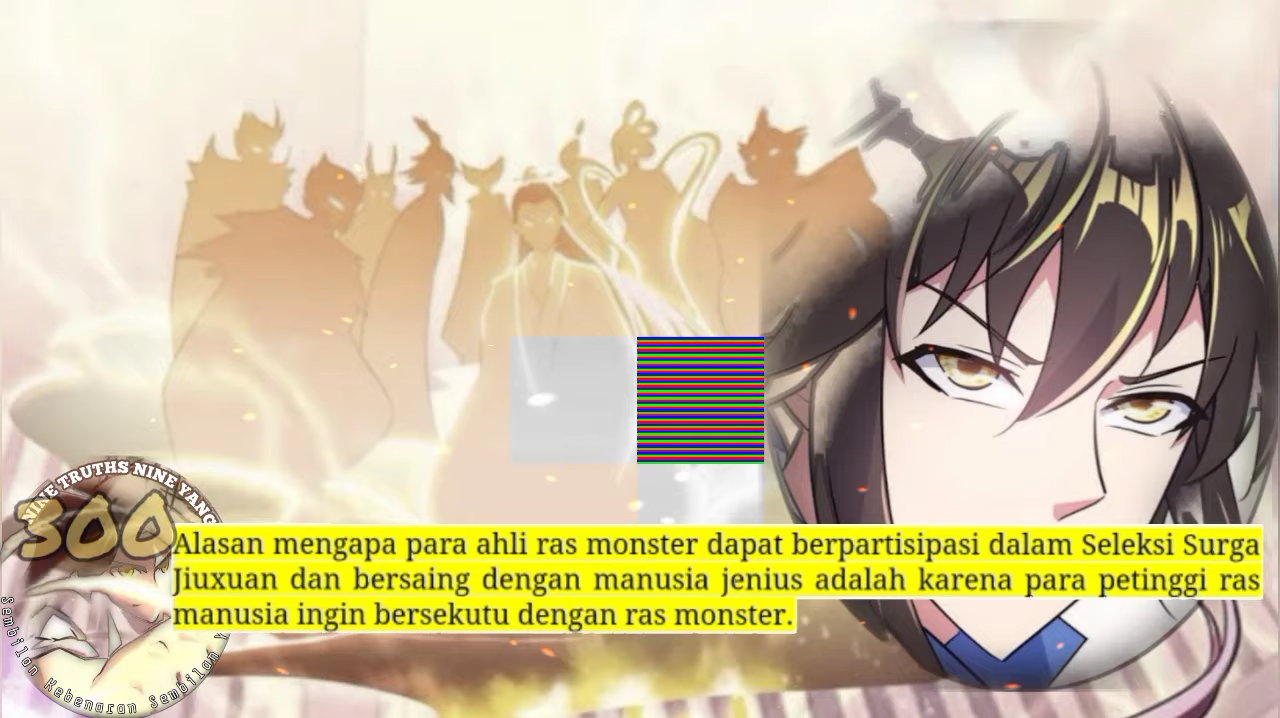 NINE TRUTHS NINE YANG
300
Alasan mengapa para ahli ras monster dapat berpartisipasi dalam Seleksi Surga
Jiuxuan dan bersaing dengan manusia jenius adalah karena para petinggi ras
manusia ingin bersekutu dengan ras monster.
Sembilan Kebenaran Sembilan Y